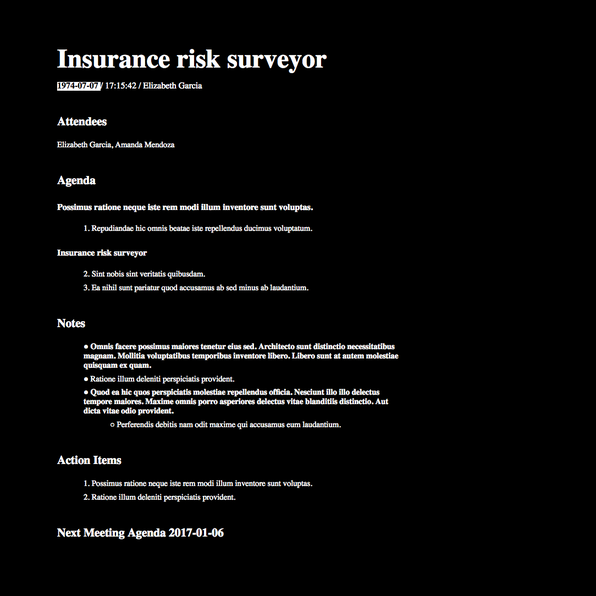 Insurance risk surveyor
1974-07-07 / 17:15:42 / Elizabeth Garcia
Attendees
Elizabeth Garcia, Amanda Mendoza
Agenda
Possimus ratione neque iste rem modi illum inventore sunt voluptas.
1. Repudiandae hic omnis beatae iste repellendus ducimus voluptatum.
Insurance risk surveyor
2. Sint nobis sint veritatis quibusdam.
3. Ea nihil sunt pariatur quod accusamus ab sed minus ab laudantium.
Notes
● Omnis facere possimus maiores tenetur eius sed. Architecto sunt distinctio necessitatibus
magnam. Mollitia voluptatibus temporibus inventore libero. Libero sunt at autem molestiae
quisquam ex quam.
● Ratione illum deleniti perspiciatis provident.
● Quod ea hic quos perspiciatis molestiae repellendus officia. Nesciunt illo illo delectus
tempore maiores. Maxime omnis porro asperiores delectus vitae blanditiis distinctio. Aut
dicta vitae odio provident.
○ Perferendis debitis nam odit maxime qui accusamus eum laudantium.
Action Items
1. Possimus ratione neque iste rem modi illum inventore sunt voluptas.
2. Ratione illum deleniti perspiciatis provident.
Next Meeting Agenda 2017-01-06